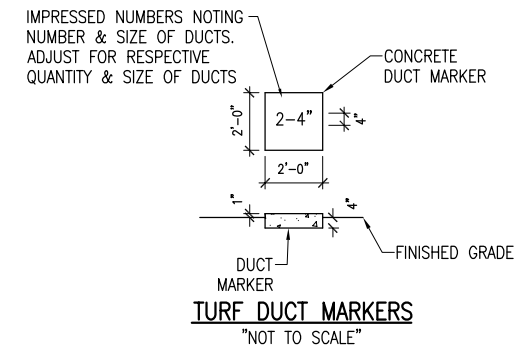 IMPRESSED NUMBERS NOTING
NUMBER & SIZE OF DUCTS.
ADJUST FOR RESPECTIVE
QUANTITY & SIZE OF DUCTS
CONCRETE
DUCT MARKER
2'-0"
2-4"
4"
2'-0"
1"
4"
FINISHED GRADE
DUCT
MARKER
TURF DUCT MARKERS
"NOT TO SCALE"